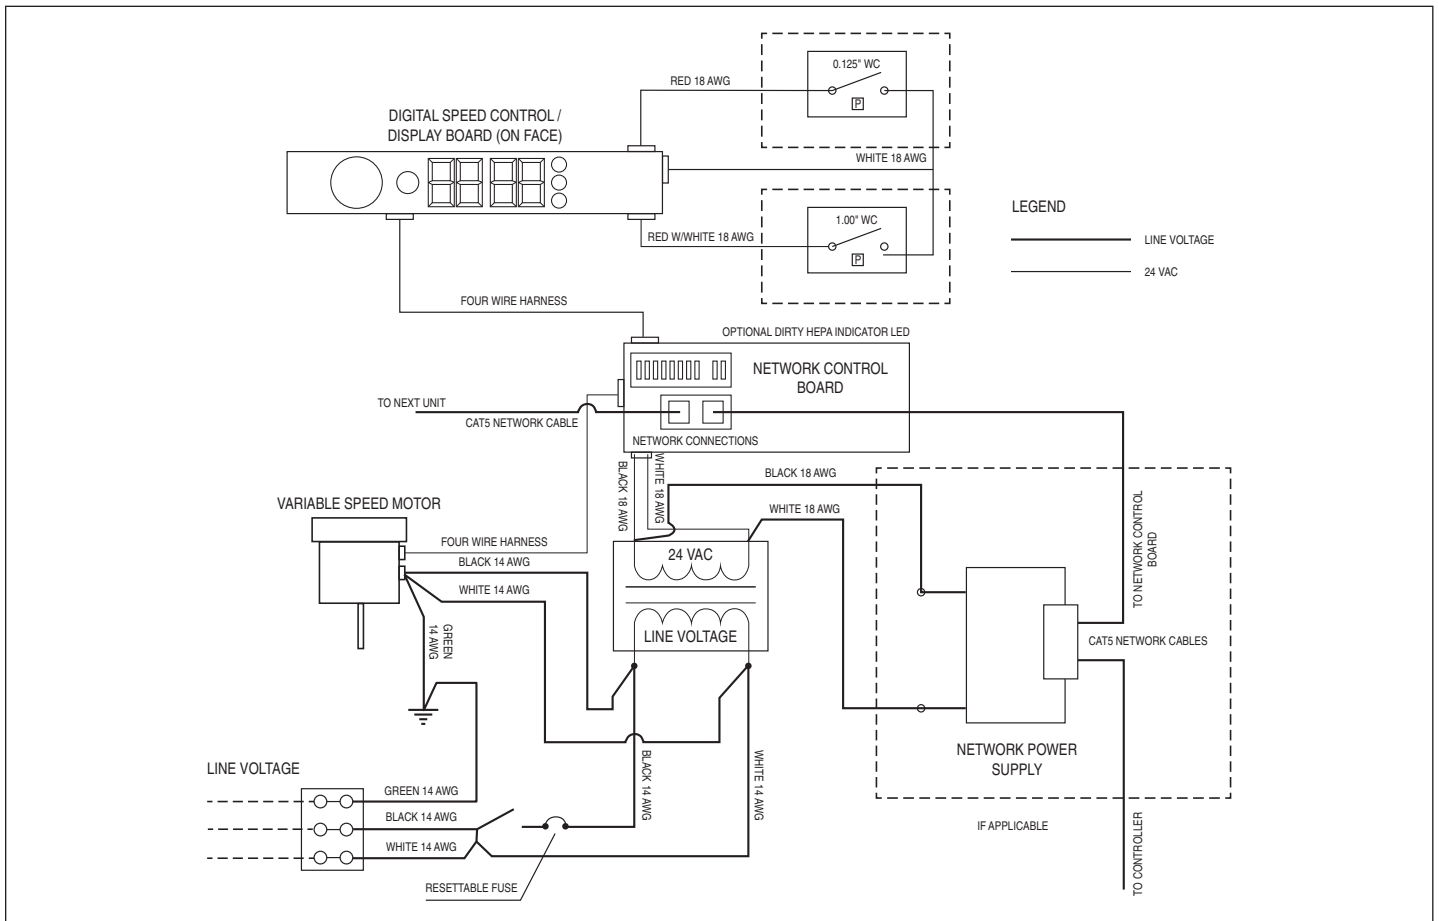 0.125" WC
RED 18 AWG
P
DIGITAL SPEED CONTROL /
DISPLAY BOARD (ON FACE)
WHITE 18 AWG
1.00" WC
RED W/WHITE 18 AWG
P
LEGEND
LINE VOLTAGE
24 VAC
FOUR WIRE HARNESS
OPTIONAL DIRTY HEPA INDICATOR LED
NETWORK CONTROL
BOARD
TO NEXT UNIT
CAT5 NETWORK CABLE
NETWORK CONNECTIONS
BLACK 18 AWG
WHITE 18 AWG
BLACK 18 AWG
WHITE 18 AWG
VARIABLE SPEED MOTOR
FOUR WIRE HARNESS
BLACK 14 AWG
WHITE 14 AWG
GREEN
14 AWG
24 VAC
LINE VOLTAGE
TO NETWORK CONTROL
BOARD
CAT5 NETWORK CABLES
NETWORK POWER
SUPPLY
IF APPLICABLE
TO CONTROLLER
BLACK 14 AWG
WHITE 14 AWG
LINE VOLTAGE
GREEN 14 AWG
BLACK 14 AWG
WHITE 14 AWG
RESETTABLE FUSE